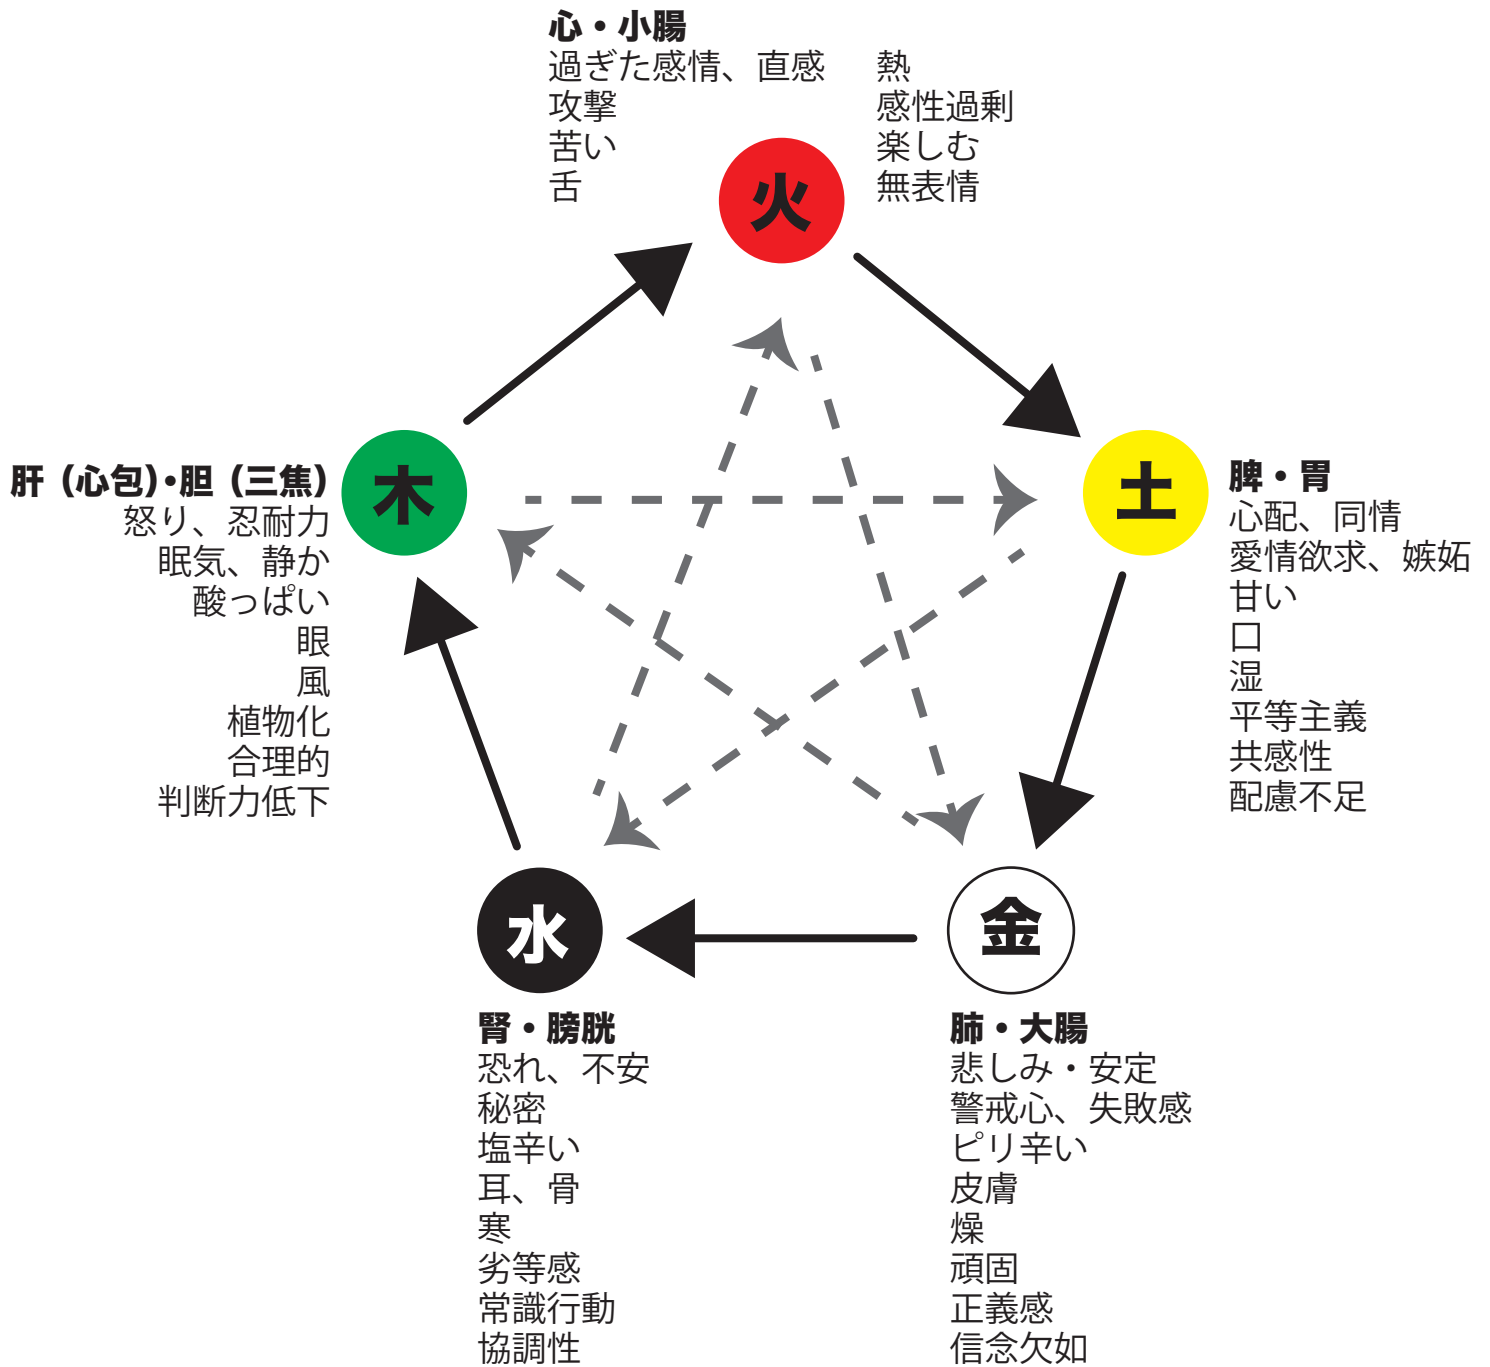 心・小腸
過ぎた感情、直感
攻撃
苦い
舌
熱
感性過剰
楽しむ
無表情
火
肝（心包）・胆（三焦）
怒り、忍耐力
眠気、静か
酸っぱい
眼
風
植物化
合理的
判断力低下
木
土
脾・胃
心配、同情
愛情欲求、嫉妬
甘い
口
湿
平等主義
共感性
配慮不足
水
腎・膀胱
恐れ、不安
秘密
塩辛い
耳、骨
寒
劣等感
常識行動
協調性
金
肺・大腸
悲しみ・安定
警戒心、失敗感
ピリ辛い
皮膚
燥
頑固
正義感
信念欠如